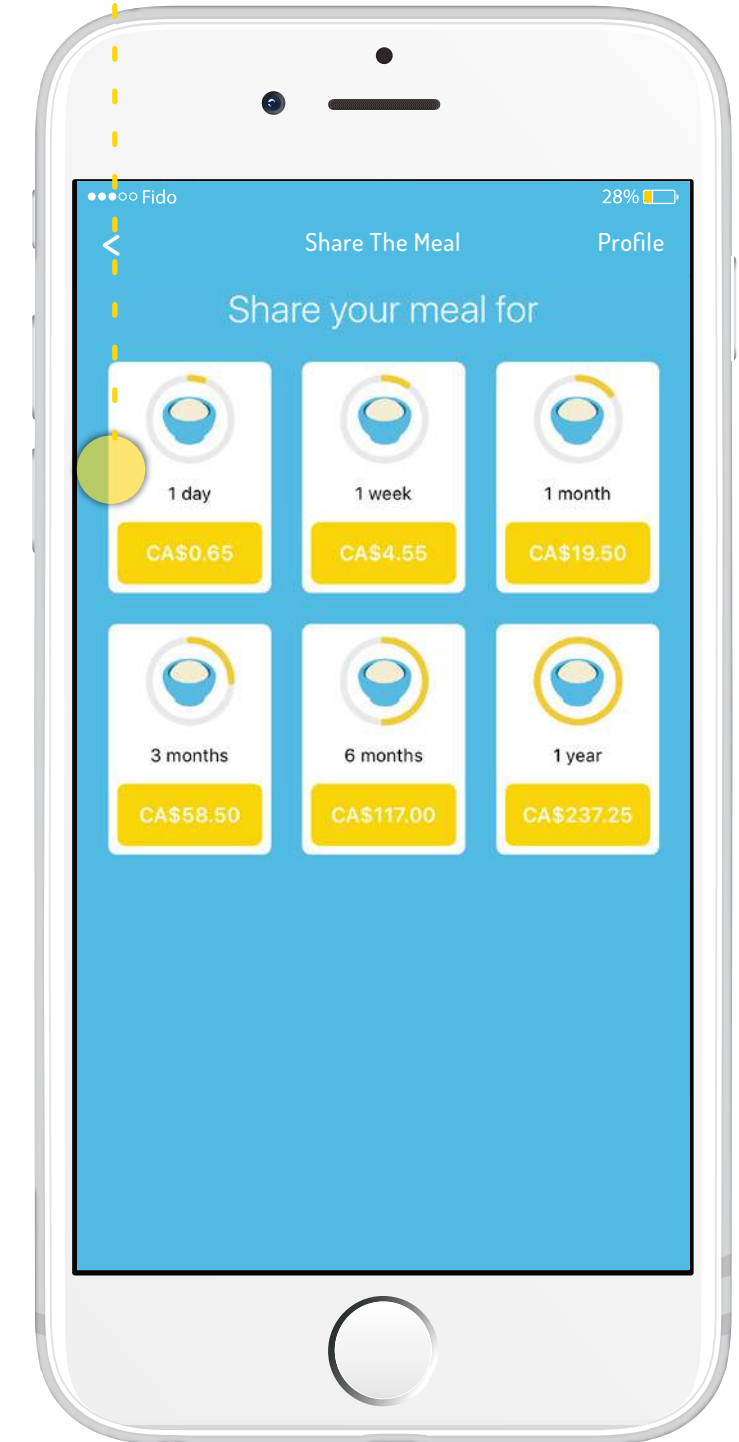 Fido 28%
< Share The Meal Profile
Share your meal for
1 day 1 week 1 month
CA$0.65 CA$4.55 CA$19.50
3 months 6 months 1 year
CA$58.50 CA$117.00 CA$237.25